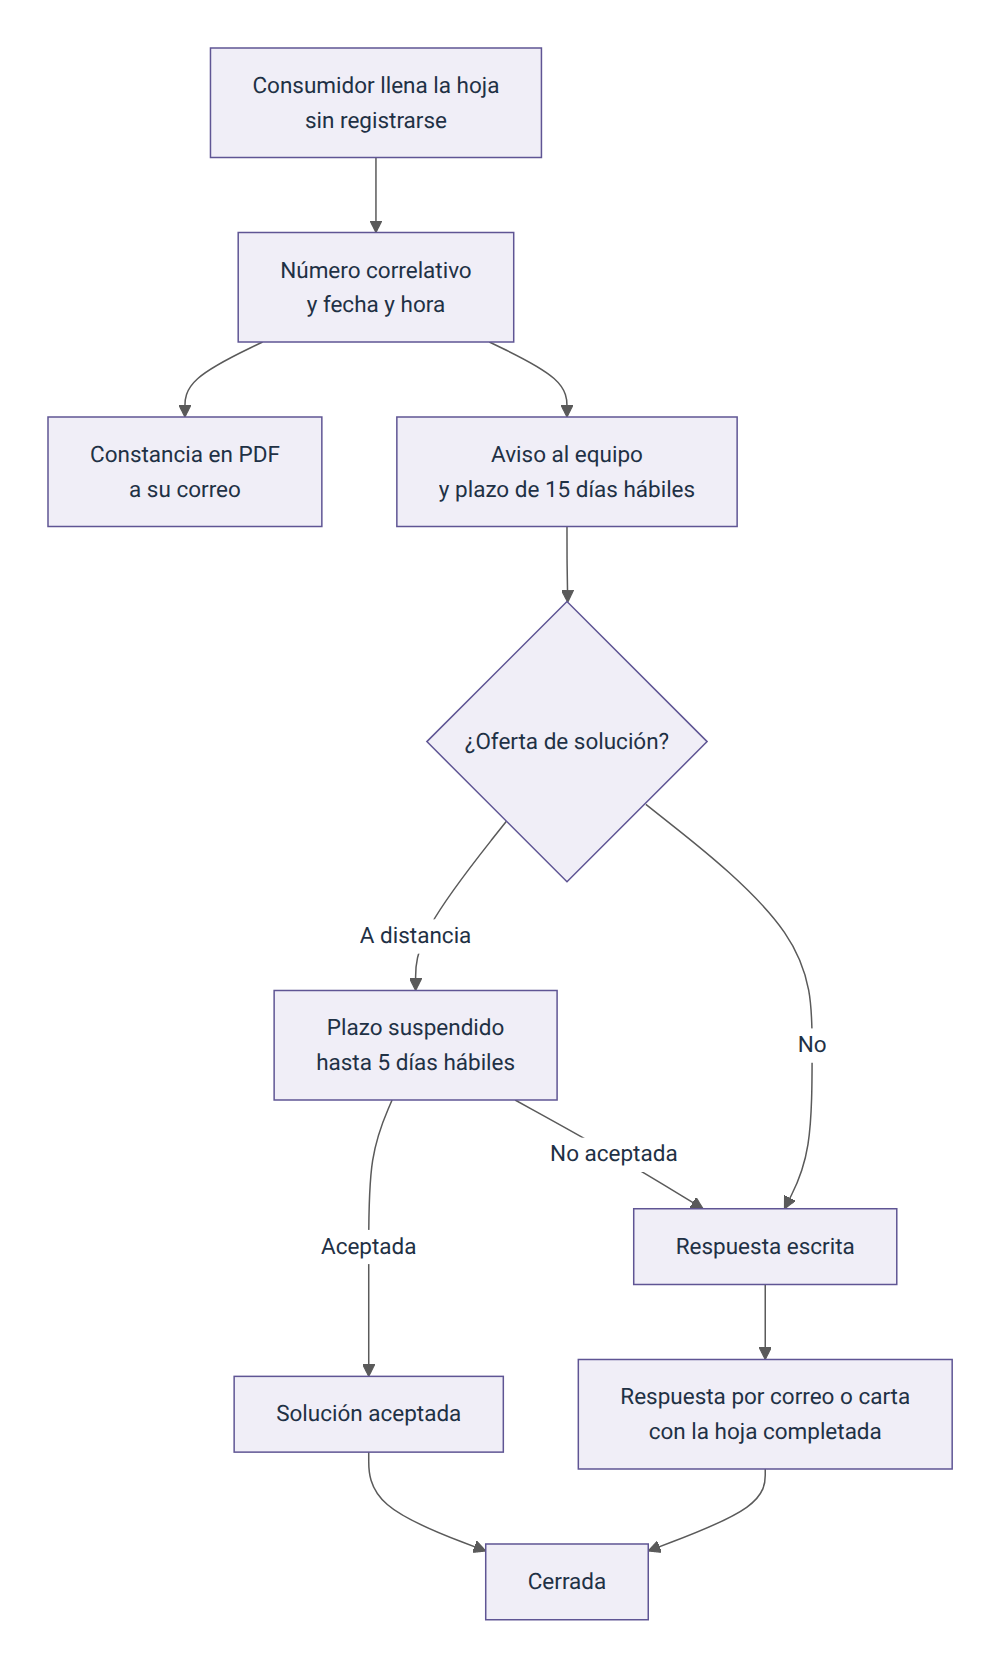 Consumidor llena la hoja
sin registrarse
Número correlativo
y fecha y hora
Constancia en PDF
a su correo
Aviso al equipo
y plazo de 15 días hábiles
¿Oferta de solución?
A distancia
Plazo suspendido
hasta 5 días hábiles
No
No aceptada
Aceptada
Respuesta escrita
Solución aceptada
Respuesta por correo o carta
con la hoja completada
Cerrada